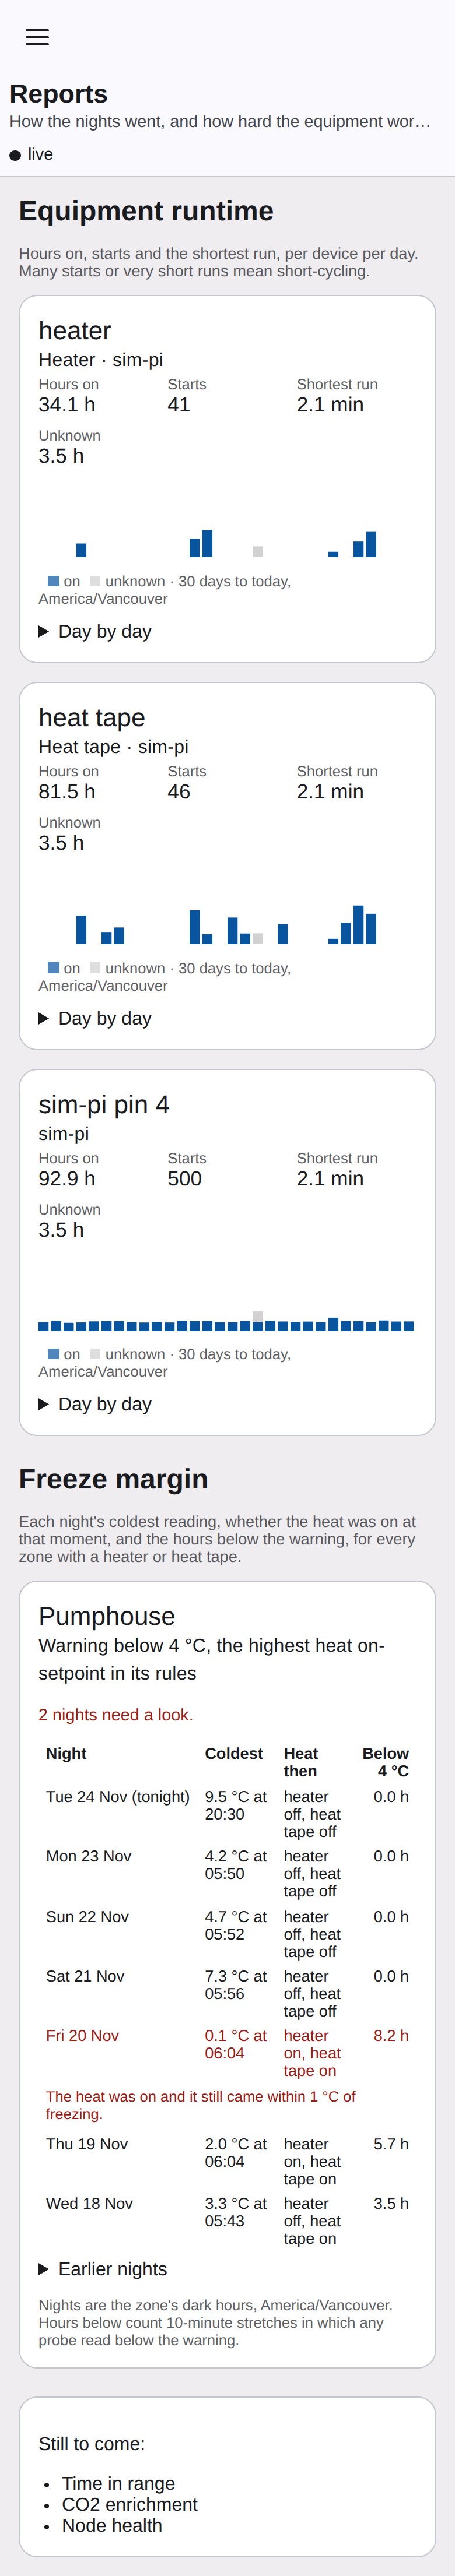 Reports
How the nights went, and how hard the equipment wor…
live
Equipment runtime
Hours on, starts and the shortest run, per device per day.
Many starts or very short runs mean short-cycling.
heater
Heater · sim-pi
Hours on Starts Shortest run
34.1 h 41 2.1 min
Unknown
3.5 h
on unknown · 30 days to today,
America/Vancouver
Day by day
heat tape
Heat tape · sim-pi
Hours on Starts Shortest run
81.5 h 46 2.1 min
Unknown
3.5 h
on unknown · 30 days to today,
America/Vancouver
Day by day
sim-pi pin 4
sim-pi
Hours on Starts Shortest run
92.9 h 500 2.1 min
Unknown
3.5 h
on unknown · 30 days to today,
America/Vancouver
Day by day
Freeze margin
Each night's coldest reading, whether the heat was on at
that moment, and the hours below the warning, for every
zone with a heater or heat tape.
Pumphouse
Warning below 4 °C, the highest heat on-
setpoint in its rules
2 nights need a look.
Night Coldest Heat Below
then 4 °C
Tue 24 Nov (tonight) 9.5 °C at heater 0.0 h
20:30 off, heat
tape off
Mon 23 Nov 4.2 °C at heater 0.0 h
05:50 off, heat
tape off
Sun 22 Nov 4.7 °C at heater 0.0 h
05:52 off, heat
tape off
Sat 21 Nov 7.3 °C at heater 0.0 h
05:56 off, heat
tape off
Fri 20 Nov 0.1 °C at heater 8.2 h
06:04 on, heat
tape on
The heat was on and it still came within 1 °C of
freezing.
Thu 19 Nov 2.0 °C at heater 5.7 h
06:04 on, heat
tape on
Wed 18 Nov 3.3 °C at heater 3.5 h
05:43 off, heat
tape on
Earlier nights
Nights are the zone's dark hours, America/Vancouver.
Hours below count 10-minute stretches in which any
probe read below the warning.
Still to come:
• Time in range
• CO2 enrichment
• Node health